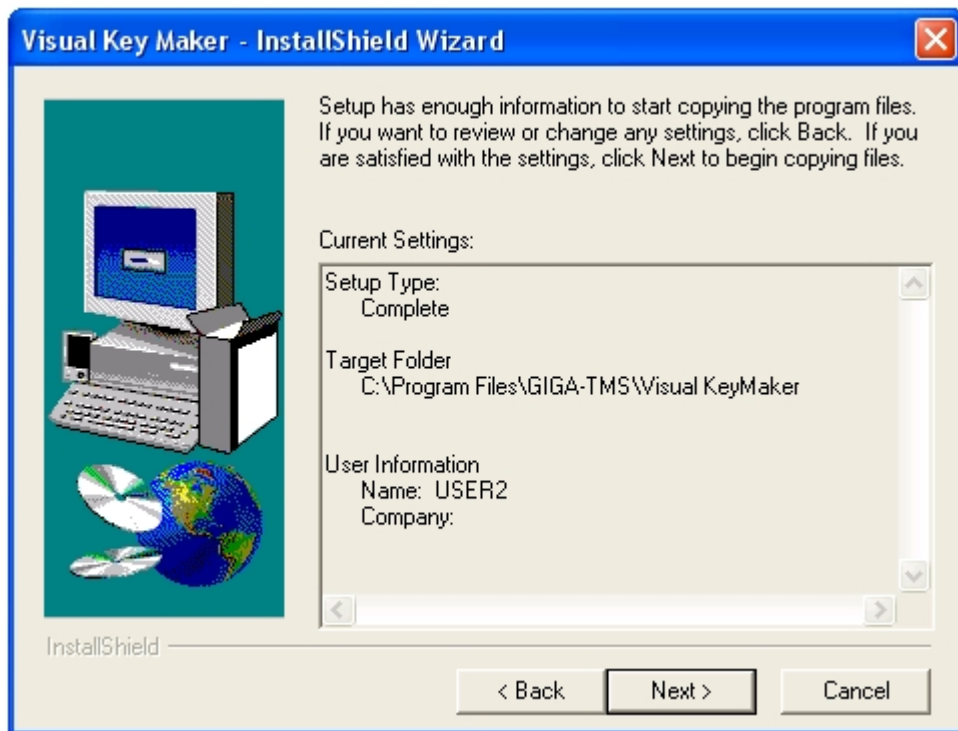 Visual Key Maker - InstallShield Wizard
Setup has enough information to start copying the program files.
If you want to review or change any settings, click Back.  If you
are satisfied with the settings, click Next to begin copying files.
Current Settings:
Setup Type:
Complete
Target Folder
C:\Program Files\GIGA-TMS\Visual KeyMaker
User Information
Name:  USER2
Company:
InstallShield
< Back
Next >
Cancel